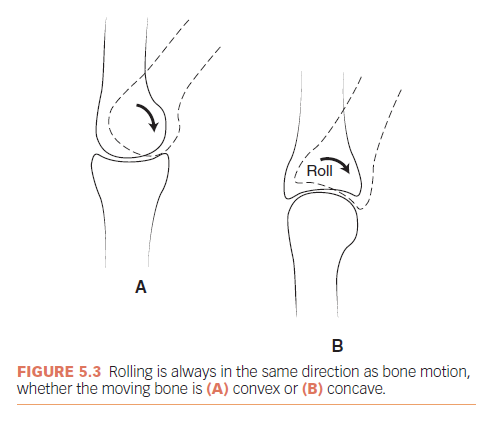 Roll
A
B
FIGURE 5.3 Rolling is always in the same direction as bone motion,
whether the moving bone is (A) convex or (B) concave.